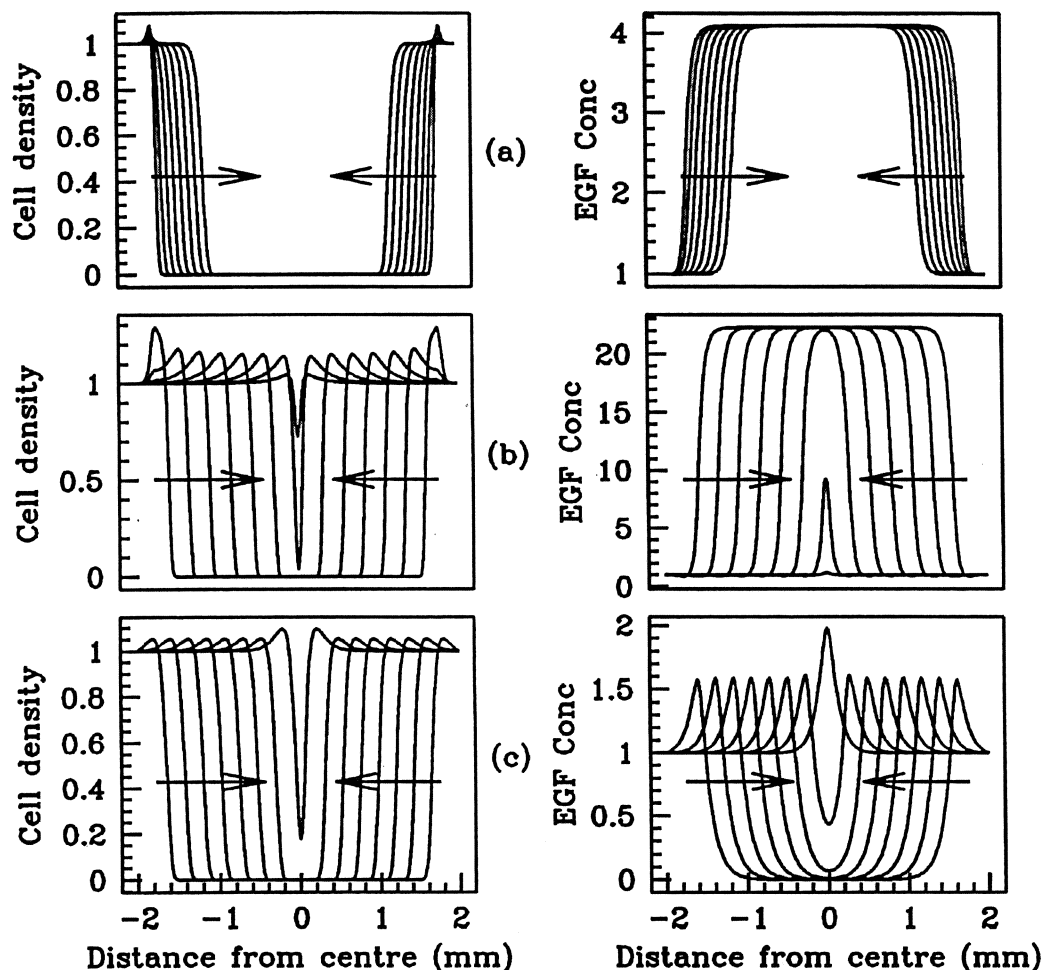 Cell density
1
0.8
0.6
0.4
0.2
0
(a)
EGF Conc
4
3
2
1
Cell density
1
0.5
0
(b)
EGF Conc
20
15
10
5
0
Cell density
1
0.8
0.6
0.4
0.2
0
(c)
EGF Conc
2
1.5
1
0.5
0
−2 −1 0 1 2
−2 −1 0 1 2
Distance from centre (mm)
Distance from centre (mm)